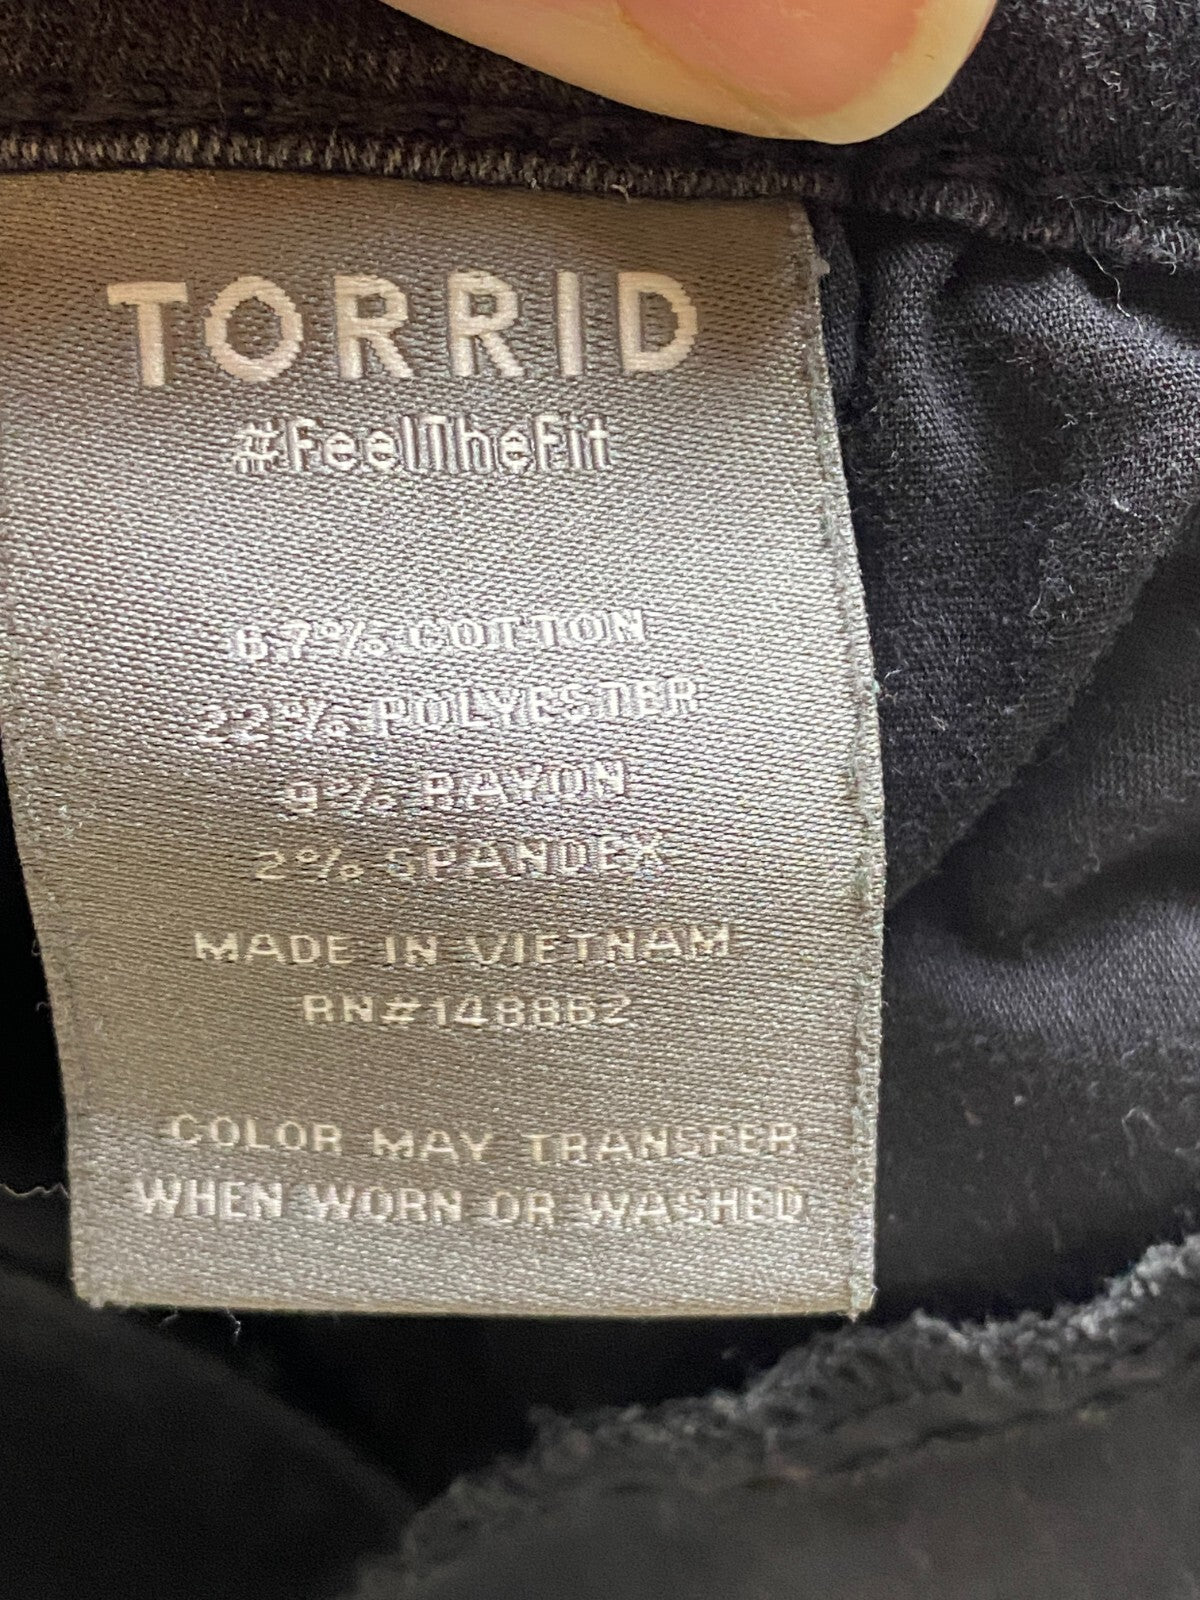 TORRID
#FeelTheFit
67% COTTON
22% POLYESTER
9% RAYON
2% SPANDEX
MADE IN VIETNAM
RN#148862
COLOR MAY TRANSFER
WHEN WORN OR WASHED